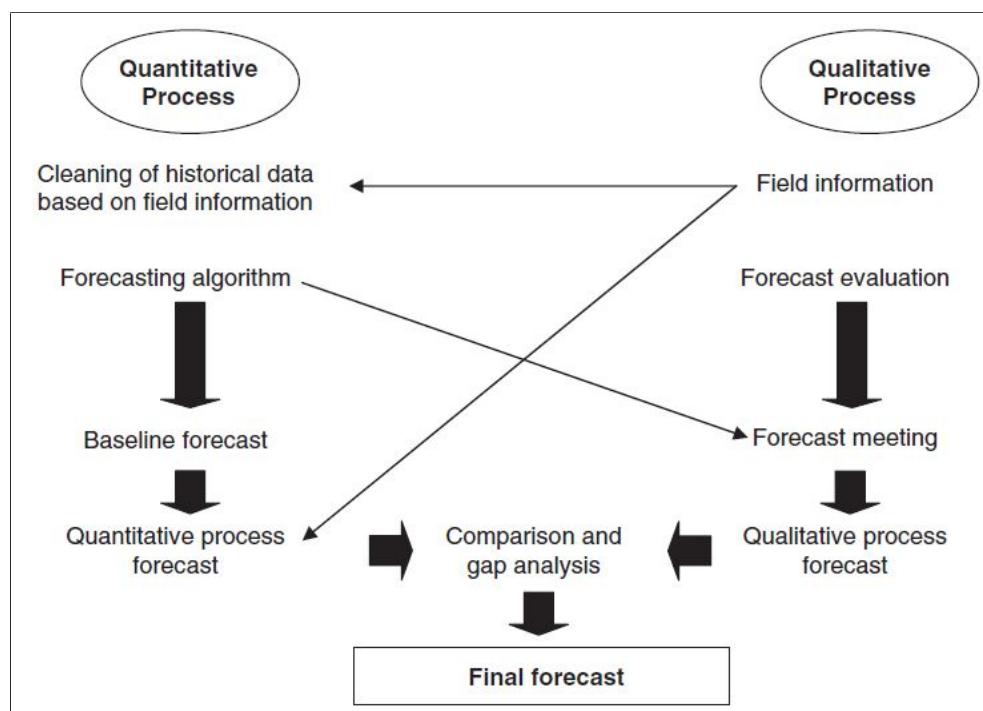 Quantitative
Process
Qualitative
Process
Cleaning of historical data
based on field information
Field information
Forecasting algorithm
Forecast evaluation
Baseline forecast
Forecast meeting
Quantitative process
forecast
Comparison and
gap analysis
Qualitative process
forecast
Final forecast